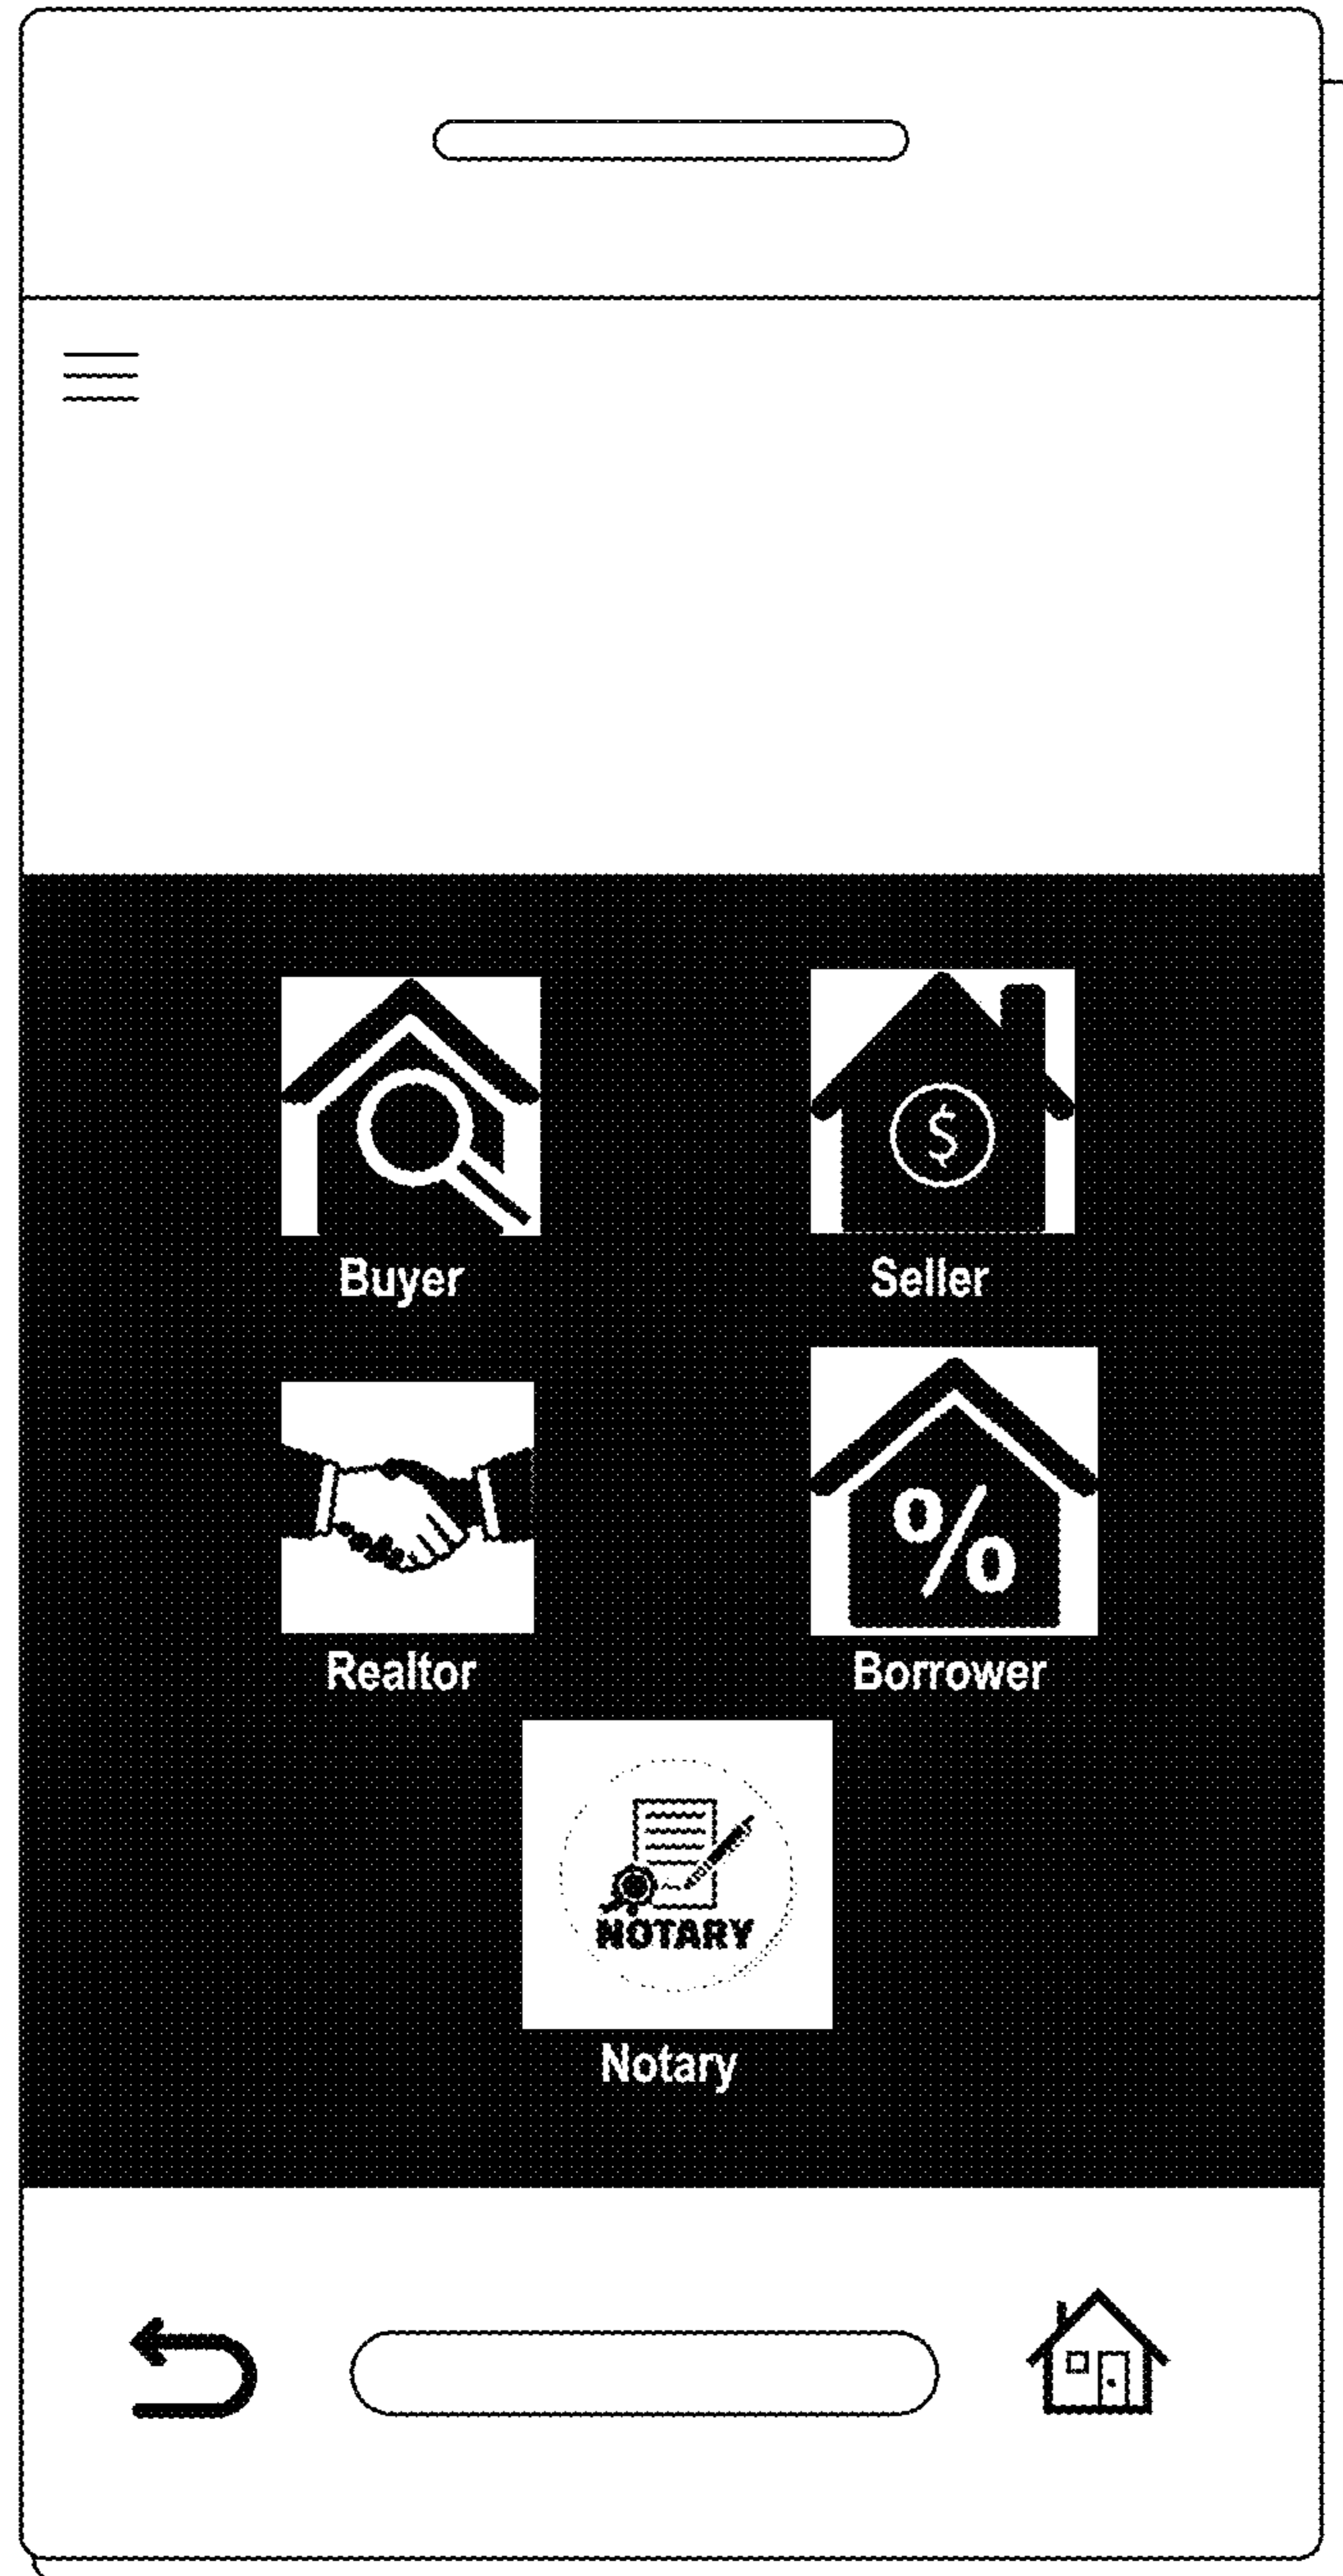 Buyer
Seller
$
Realtor
Borrower
%
NOTARY
Notary